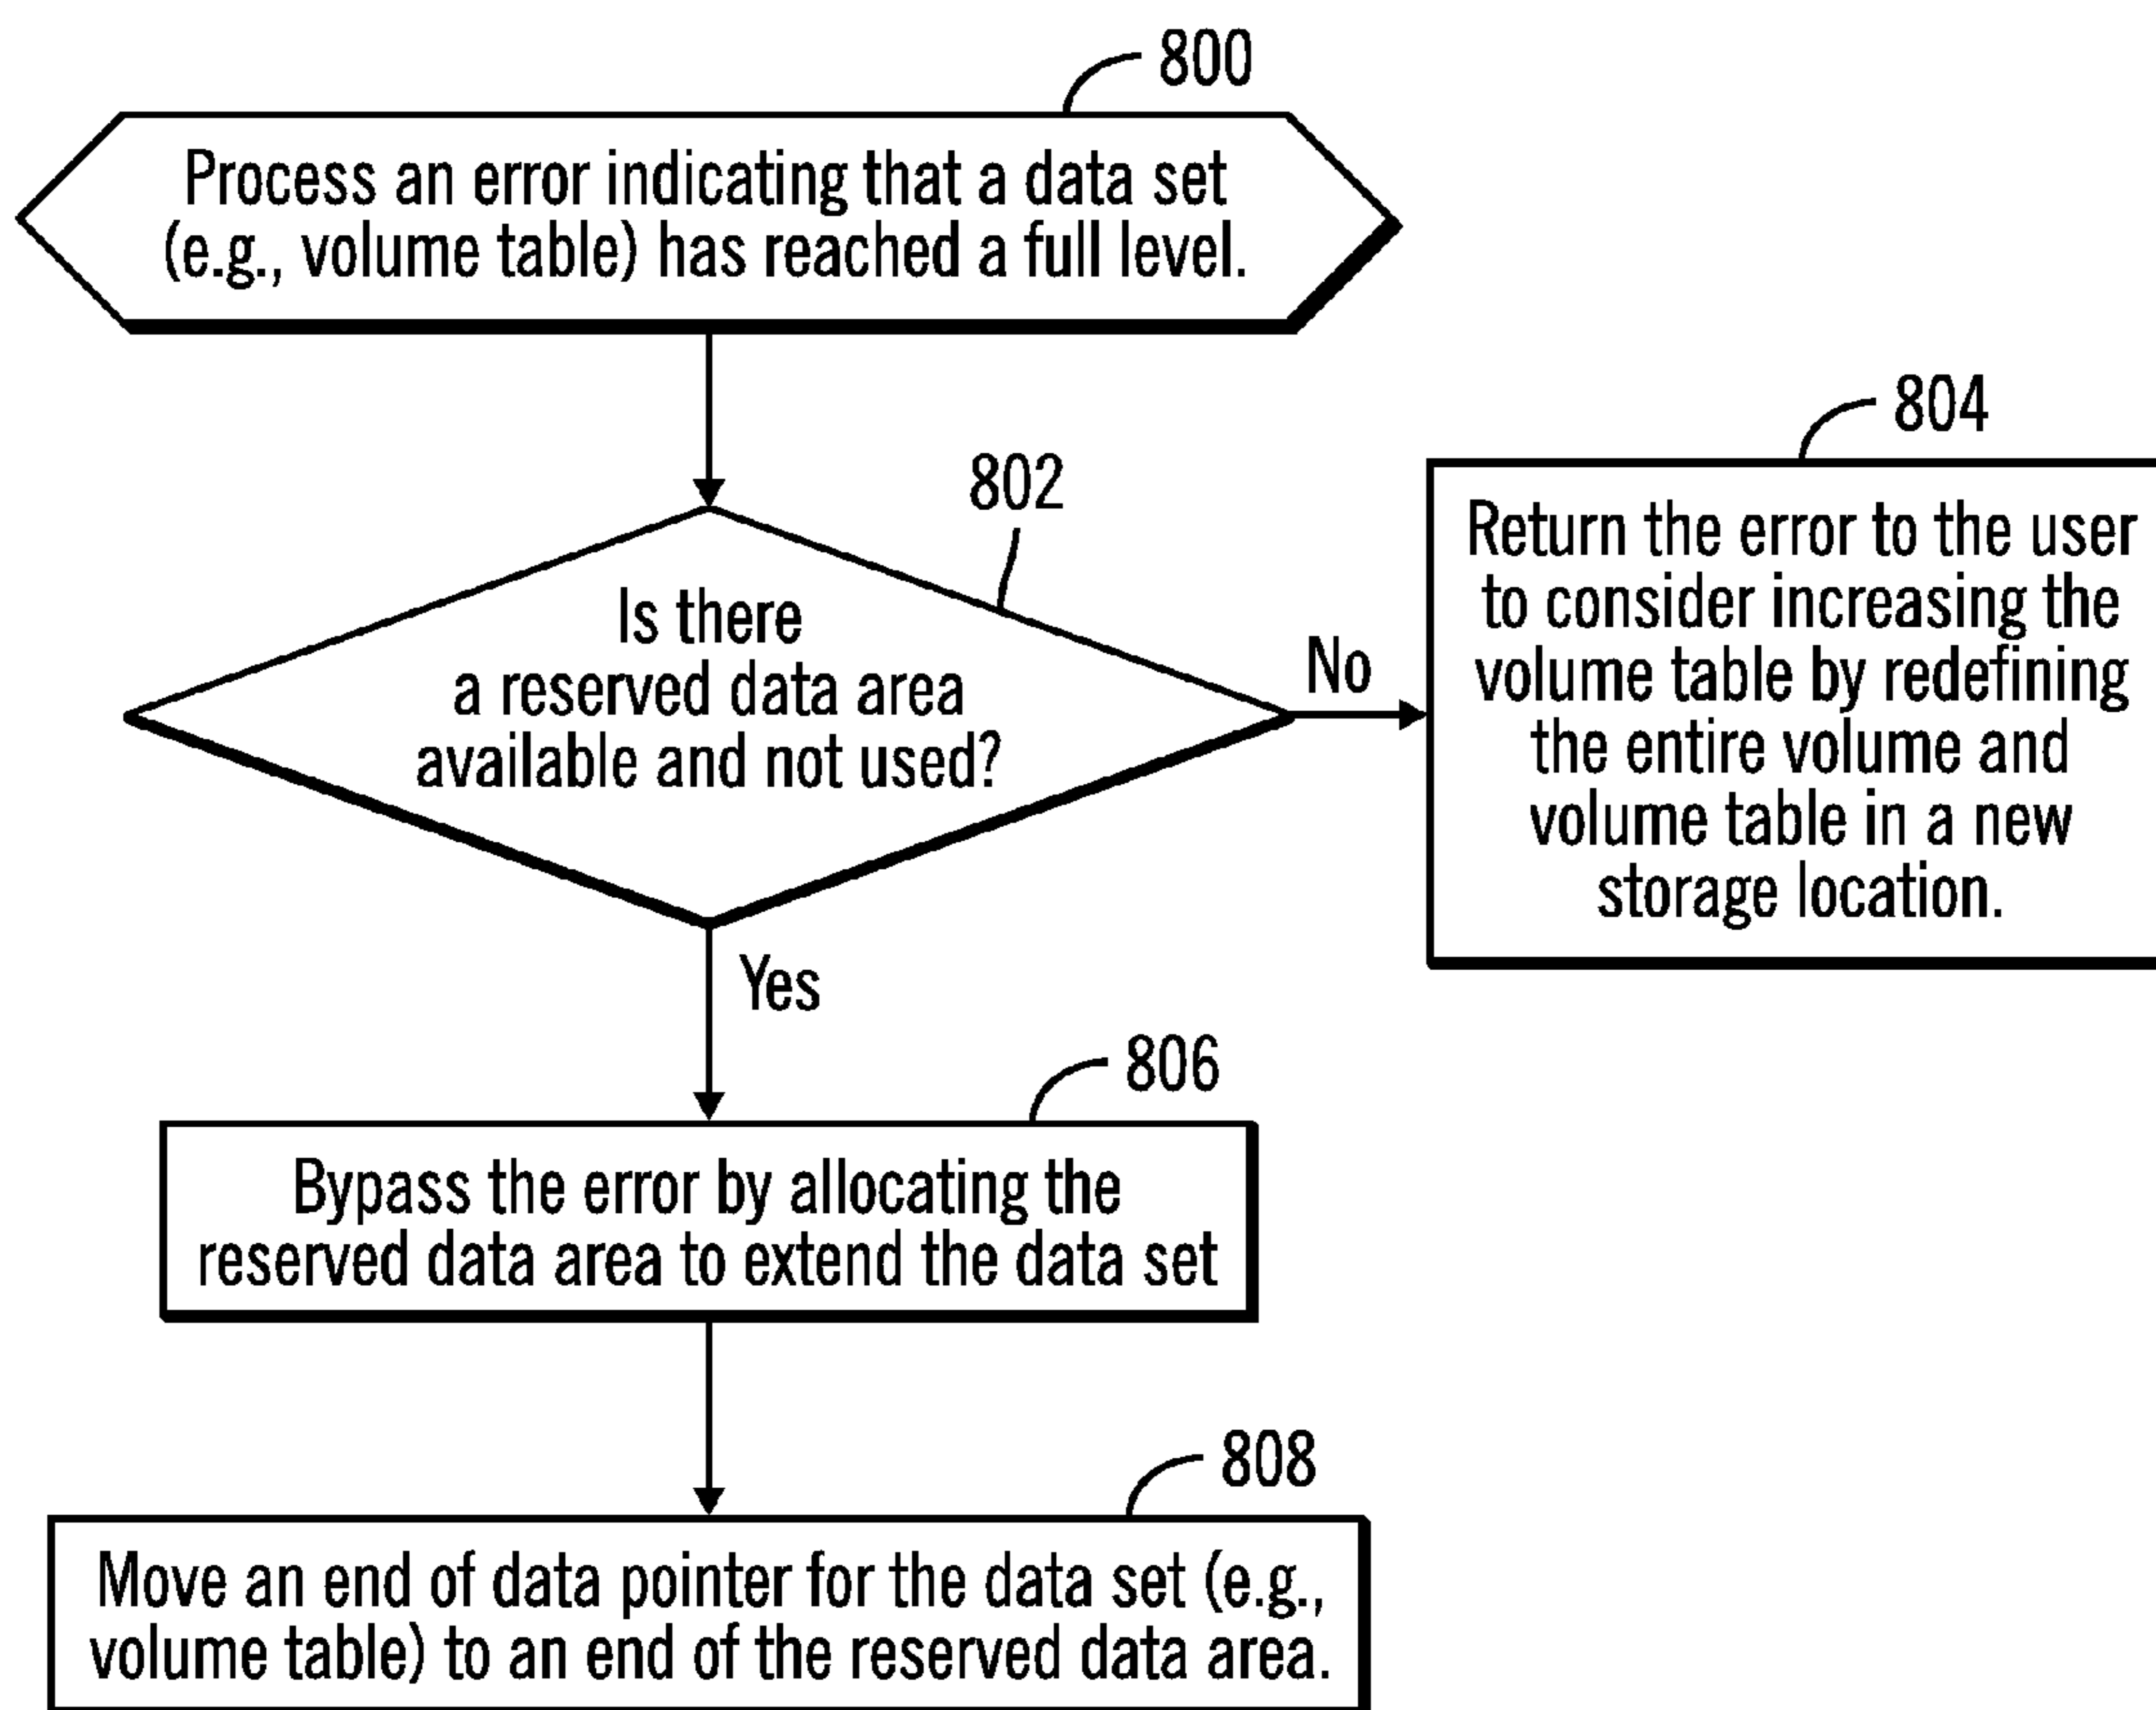 800
Process an error indicating that a data set
(e.g., volume table) has reached a full level.
802
Is there
a reserved data area
available and not used?
No
804
Return the error to the user
to consider increasing the
volume table by redefining
the entire volume and
volume table in a new
storage location.
Yes
806
Bypass the error by allocating the
reserved data area to extend the data set
808
Move an end of data pointer for the data set (e.g.,
volume table) to an end of the reserved data area.